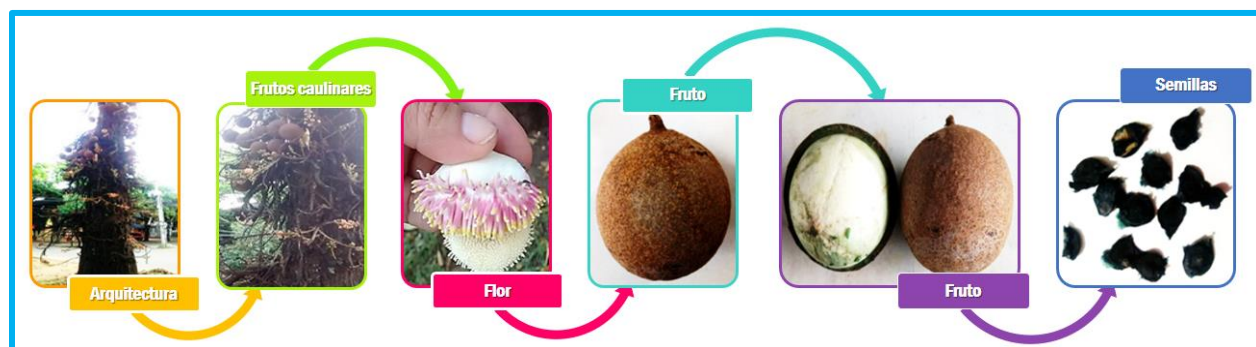 Arquitectura
Frutos caulinares
Flor
Fruto
Fruto
Semillas